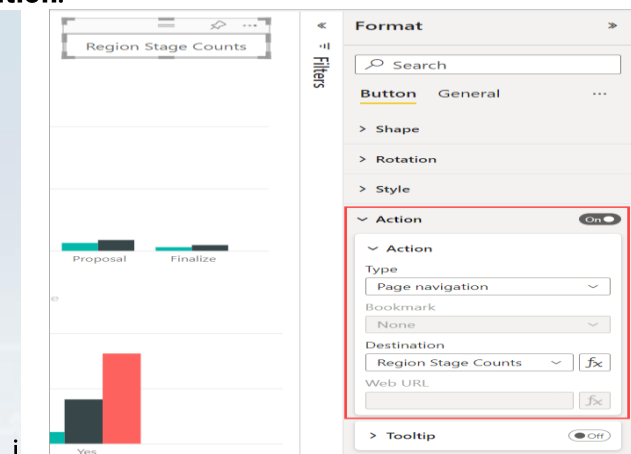 tion.
Region Stage Counts
Proposal
Finalize
e
Yes
i
Filters
Format
Search
Button General
Shape
Rotation
Style
Action On
Action
Type
Page navigation
Bookmark
None
Destination
Region Stage Counts fx
Web URL
fx
Tooltip Off